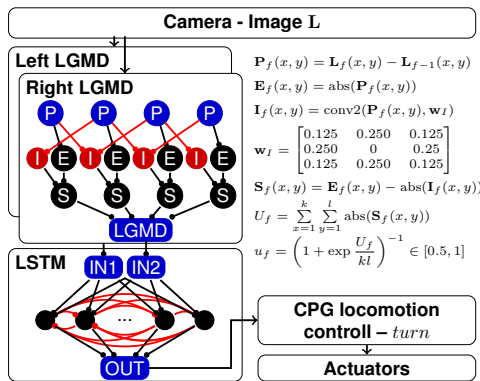 Camera - Image L
Left LGMD
Right LGMD
P P P P
I E I E I E I E
S S S S
LGMD
LSTM
IN1 IN2
...
OUT
P_f(x, y) = L_f(x, y) − L_{f−1}(x, y)
E_f(x, y) = abs(P_f(x, y))
I_f(x, y) = conv2(P_f(x, y), w_I)
w_I = [0.125 0.250 0.125
0.250 0 0.25
0.125 0.250 0.125]
S_f(x, y) = E_f(x, y) − abs(I_f(x, y))
U_f = ∑_{x=1}^{k} ∑_{y=1}^{l} abs(S_f(x, y))
u_f = (1 + exp U_f/kl)^{−1} ∈ [0.5, 1]
CPG locomotion
controll – turn
Actuators